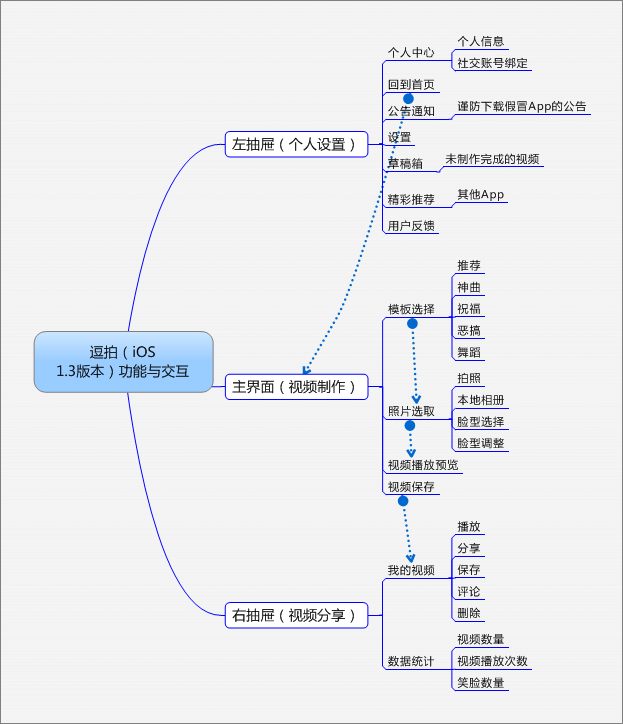 逗拍（iOS
1.3版本）功能与交互
左抽屉（个人设置）
个人中心
个人信息
社交账号绑定
回到首页
公告通知
谨防下载假冒App的公告
设置
草稿箱
未制作完成的视频
精彩推荐
其他App
用户反馈
主界面（视频制作）
模板选择
推荐
神曲
祝福
恶搞
舞蹈
照片选取
拍照
本地相册
脸型选择
脸型调整
视频播放预览
视频保存
右抽屉（视频分享）
我的视频
播放
分享
保存
评论
删除
数据统计
视频数量
视频播放次数
笑脸数量